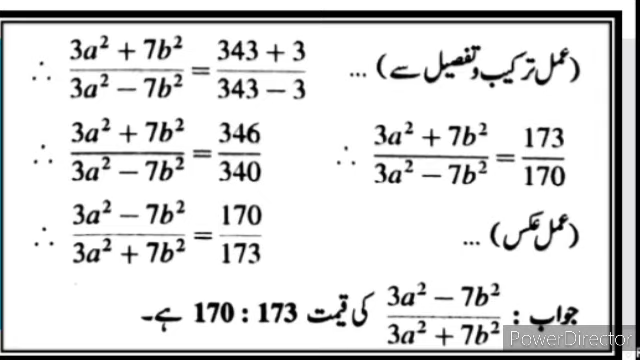 ∴ (3a² + 7b²)/(3a² − 7b²) = (343 + 3)/(343 − 3) ... (عمل ترکیب و تفصیل سے)
∴ (3a² + 7b²)/(3a² − 7b²) = 346/340 ∴ (3a² + 7b²)/(3a² − 7b²) = 173/170
∴ (3a² − 7b²)/(3a² + 7b²) = 170/173 ... (عمل عکس)
جواب : (3a² − 7b²)/(3a² + 7b²) کی قیمت 173 : 170 ہے۔
PowerDirector